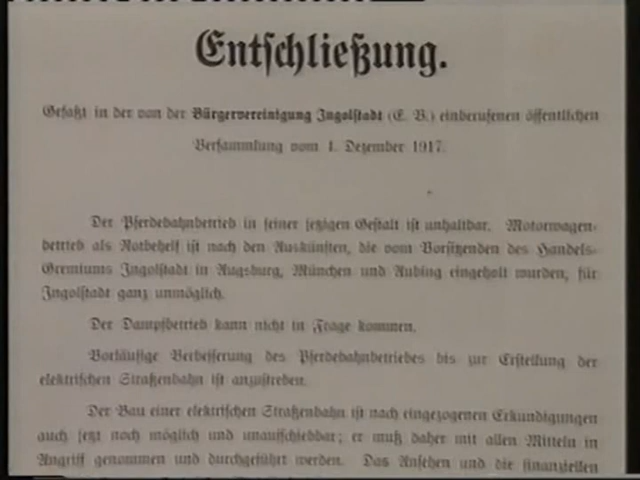 Entschließung.
Gefaßt in der von der Bürgervereinigung Ingolstadt (E. V.) einberufenen öffentlichen
Versammlung vom 1. Dezember 1917.
Der Pferdebahnbetrieb in seiner jetzigen Gestalt ist unhaltbar. Motorwagen-
betrieb als Notbehelf ist nach den Auskünften, die vom Vorsitzenden des Handels-
Gremiums Ingolstadt in Augsburg, München und Aubing eingeholt wurden, für
Ingolstadt ganz unmöglich.
Der Dampfbetrieb kann nicht in Frage kommen.
Vorläufige Verbesserung des Pferdebahnbetriebes bis zur Erstellung der
elektrischen Straßenbahn ist anzustreben.
Der Bau einer elektrischen Straßenbahn ist nach eingezogenen Erkundigungen
auch jetzt noch möglich und unaufschiebbar; er muß daher mit allen Mitteln in
Angriff genommen und durchgeführt werden. Das Ansehen und die finanziellen